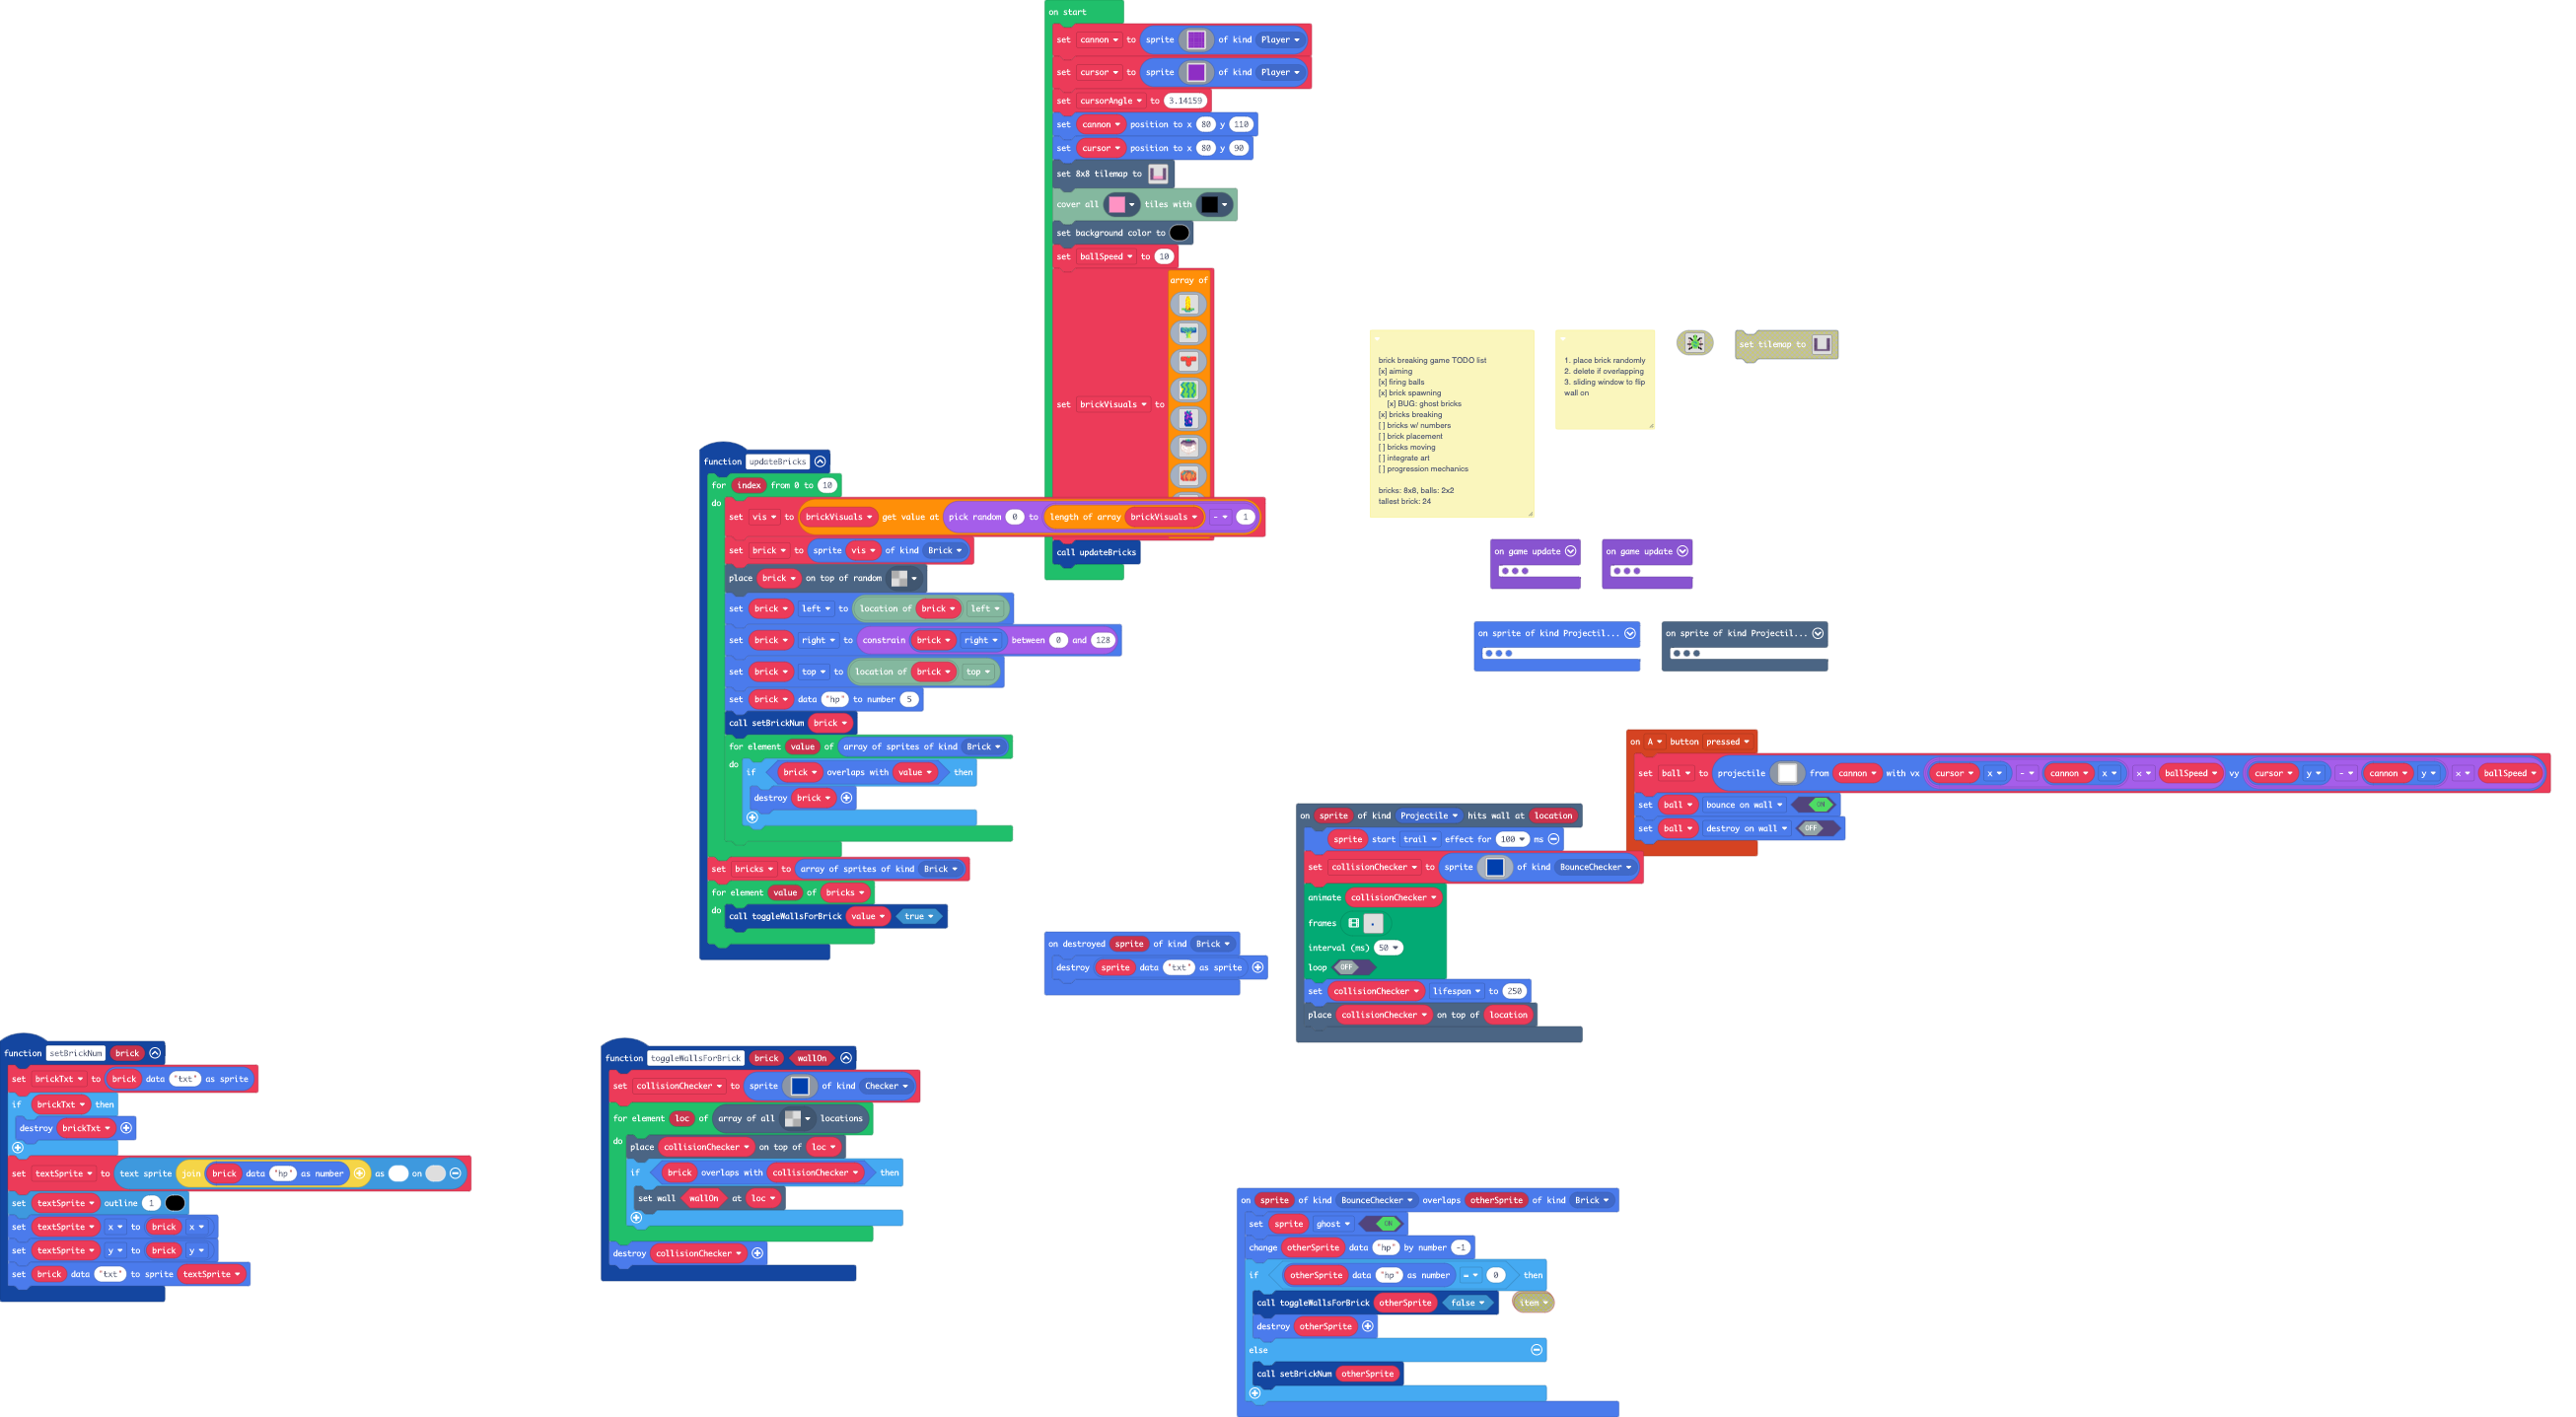 on start
set cannon to sprite of kind Player
set cursor to sprite of kind Player
set cursorAngle to 3.14159
set cannon position to x 80 y 110
set cursor position to x 80 y 90
set 8x8 tilemap to
cover all tiles with
set background color to
set ballSpeed to 10
set brickVisuals to array of
call updateBricks
function updateBricks
for index from 0 to 10
do
set vis to brickVisuals get value at pick random 0 to length of array brickVisuals - 1
set brick to sprite vis of kind Brick
place brick on top of random
set brick left to location of brick left
set brick right to constrain brick right between 0 and 128
set brick top to location of brick top
set brick data "hp" to number 5
call setBrickNum brick
for element value of array of sprites of kind Brick
do if brick overlaps with value then
destroy brick
set bricks to array of sprites of kind Brick
for element value of bricks
do call toggleWallsForBrick value true
brick breaking game TODO list
[x] aiming
[x] firing balls
[x] brick spawning
[x] BUG: ghost bricks
[x] bricks breaking
[ ] bricks w/ numbers
[ ] brick placement
[ ] bricks moving
[ ] integrate art
[ ] progression mechanics
bricks: 8x8, balls: 2x2
tallest brick: 24
1. place brick randomly
2. delete if overlapping
3. sliding window to flip
wall on
set tilemap to
on game update
on game update
on sprite of kind Projectil...
on sprite of kind Projectil...
on A button pressed
set ball to projectile from cannon with vx cursor x - cannon x x ballSpeed vy cursor y - cannon y x ballSpeed
set ball bounce on wall ON
set ball destroy on wall OFF
on sprite of kind Projectile hits wall at location
sprite start trail effect for 100 ms
set collisionChecker to sprite of kind BounceChecker
animate collisionChecker
frames
interval (ms) 50
loop OFF
set collisionChecker lifespan to 250
place collisionChecker on top of location
on destroyed sprite of kind Brick
destroy sprite data "txt" as sprite
function setBrickNum brick
set brickTxt to brick data "txt" as sprite
if brickTxt then
destroy brickTxt
set textSprite to text sprite join brick data "hp" as number as on
set textSprite outline 1
set textSprite x to brick x
set textSprite y to brick y
set brick data "txt" to sprite textSprite
function toggleWallsForBrick brick wallOn
set collisionChecker to sprite of kind Checker
for element loc of array of all locations
do place collisionChecker on top of loc
if brick overlaps with collisionChecker then
set wall wallOn at loc
destroy collisionChecker
on sprite of kind BounceChecker overlaps otherSprite of kind Brick
set sprite ghost ON
change otherSprite data "hp" by number -1
if otherSprite data "hp" as number = 0 then
call toggleWallsForBrick otherSprite false
item
destroy otherSprite
else
call setBrickNum otherSprite